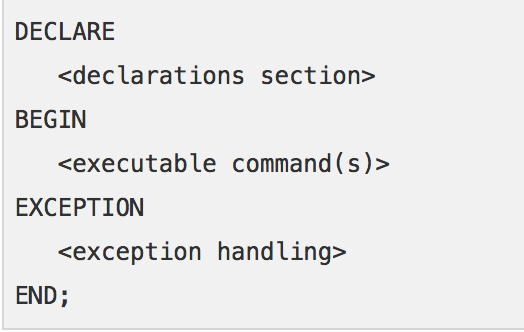 DECLARE
<declarations section>
BEGIN
<executable command(s)>
EXCEPTION
<exception handling>
END;